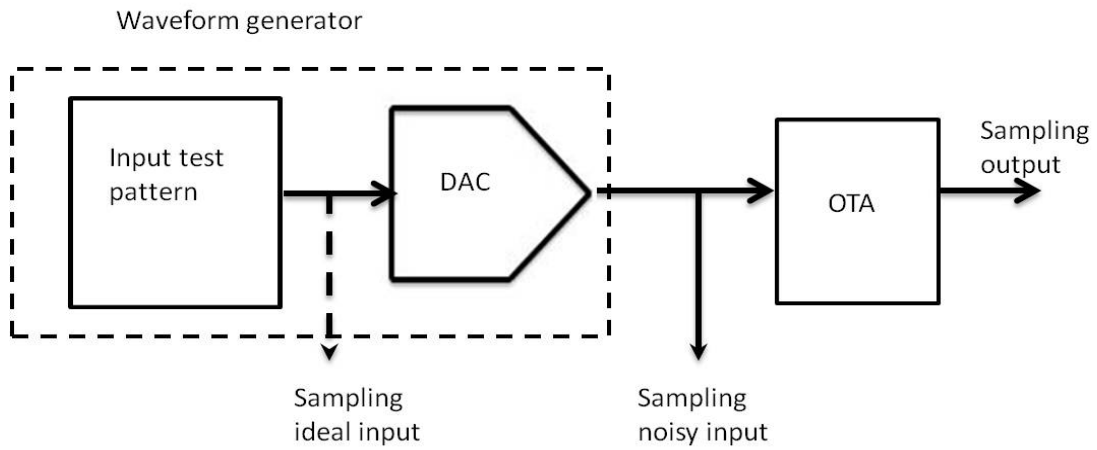 Waveform generator
Input test
pattern
DAC
OTA
Sampling
output
Sampling
ideal input
Sampling
noisy input